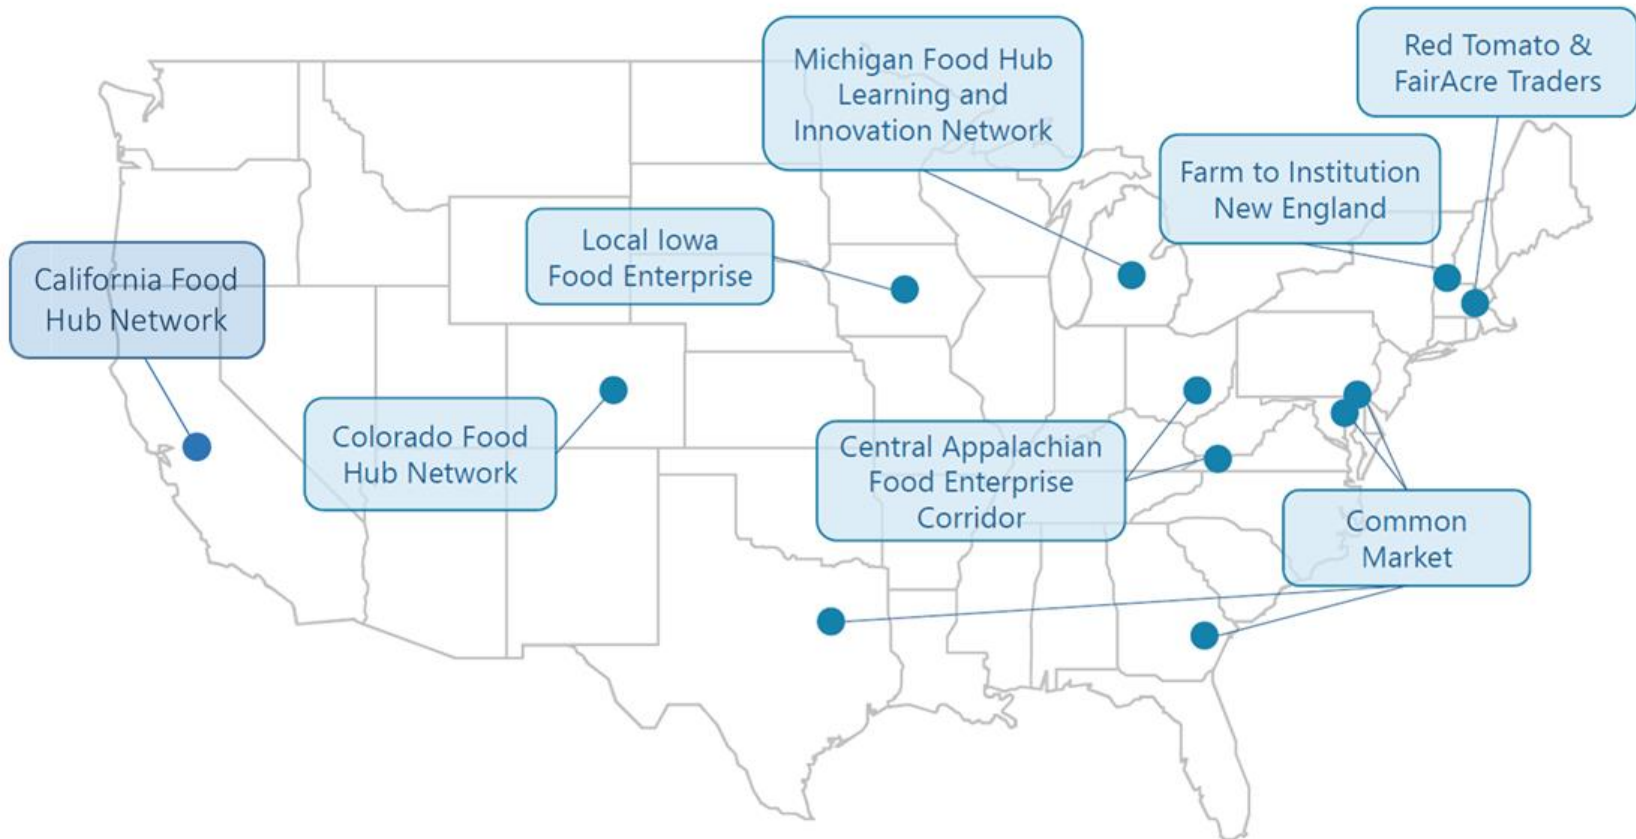 Red Tomato &
FairAcre Traders
Michigan Food Hub
Learning and
Innovation Network
Farm to Institution
New England
Local Iowa
Food Enterprise
California Food
Hub Network
Colorado Food
Hub Network
Central Appalachian
Food Enterprise
Corridor
Common
Market